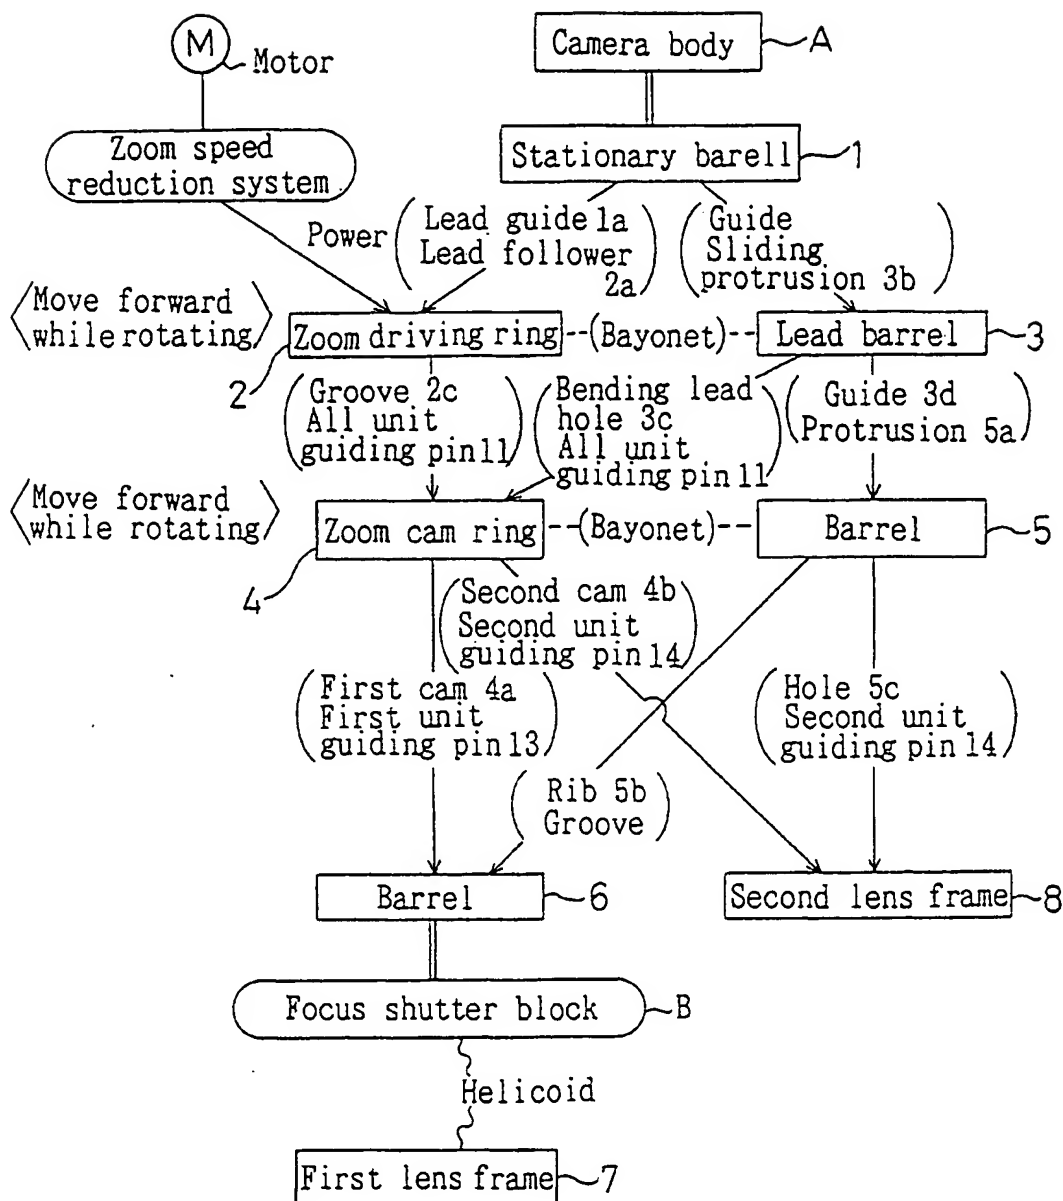 M
Motor
Camera body
A
Zoom speed
reduction system
Stationary barell
1
Power
Lead guide 1a
Lead follower
2a
Guide
Sliding
protrusion 3b
Move forward
while rotating
Zoom driving ring
(Bayonet)
Lead barrel
3
2
Groove 2c
All unit
guiding pin 11
Bending lead
hole 3c
All unit
guiding pin 11
Guide 3d
Protrusion 5a
Move forward
while rotating
Zoom cam ring
(Bayonet)
Barrel
5
4
Second cam 4b
Second unit
guiding pin 14
First cam 4a
First unit
guiding pin 13
Hole 5c
Second unit
guiding pin 14
Rib 5b
Groove
Barrel
6
Second lens frame
8
Focus shutter block
B
Helicoid
First lens frame
7